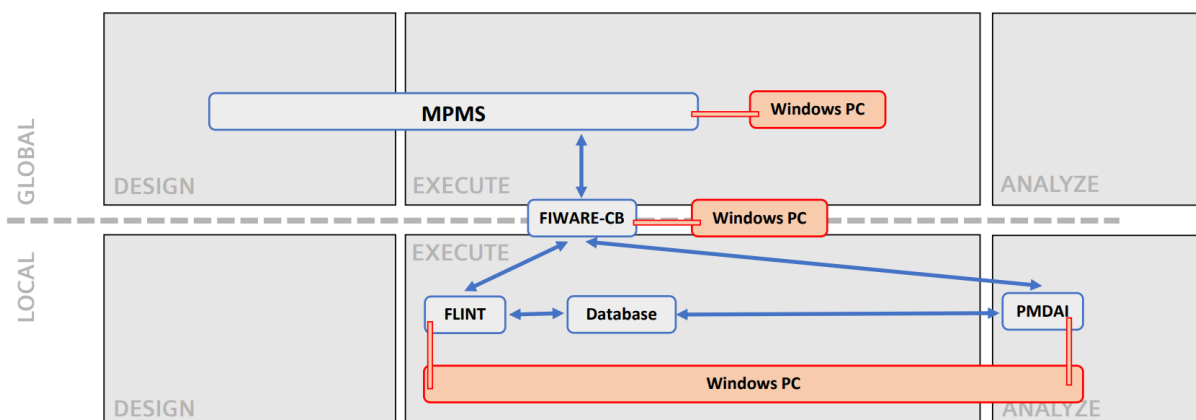 GLOBAL
MPMS
Windows PC
DESIGN
EXECUTE
ANALYZE
FIWARE-CB
Windows PC
LOCAL
EXECUTE
FLINT
Database
PMDAI
Windows PC
DESIGN
ANALYZE